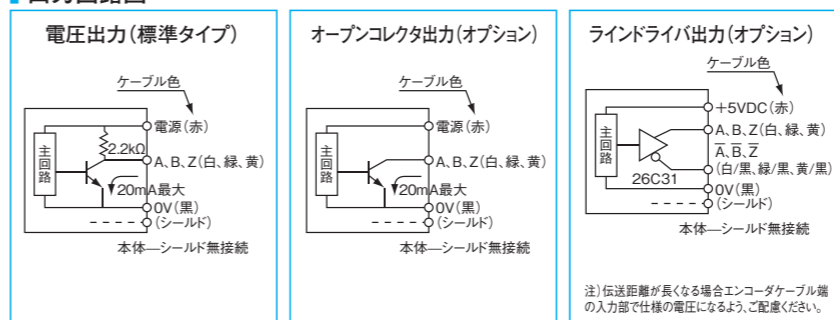 電圧出力(標準タイプ)
ケーブル色
電源(赤)
2.2kΩ
主回路
A、B、Z(白、緑、黄)
20mA最大
0V(黒)
(シールド)
本体―シールド無接続
オープンコレクタ出力(オプション)
ケーブル色
電源(赤)
主回路
A、B、Z(白、緑、黄)
20mA最大
0V(黒)
(シールド)
本体―シールド無接続
ラインドライバ出力(オプション)
ケーブル色
+5VDC(赤)
主回路
A、B、Z(白、緑、黄)
A̅、B̅、Z̅
(白/黒、緑/黒、黄/黒)
26C31
0V(黒)
(シールド)
本体―シールド無接続
注)伝送距離が長くなる場合エンコーダケーブル端
の入力部で仕様の電圧になるよう、ご配慮ください。